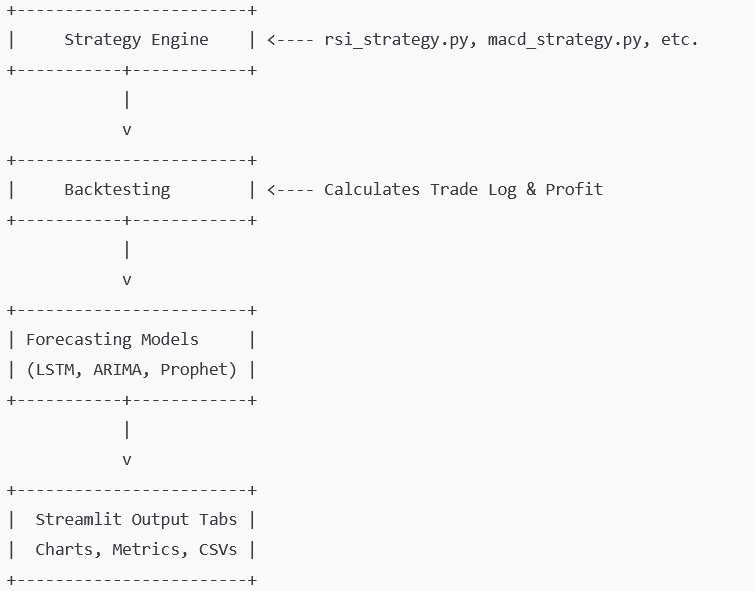 +------------------------+
|     Strategy Engine    | <---- rsi_strategy.py, macd_strategy.py, etc.
+-----------+------------+
            |
            v
+------------------------+
|     Backtesting        | <---- Calculates Trade Log & Profit
+-----------+------------+
            |
            v
+------------------------+
| Forecasting Models     |
| (LSTM, ARIMA, Prophet) |
+-----------+------------+
            |
            v
+------------------------+
|  Streamlit Output Tabs |
|  Charts, Metrics, CSVs |
+------------------------+